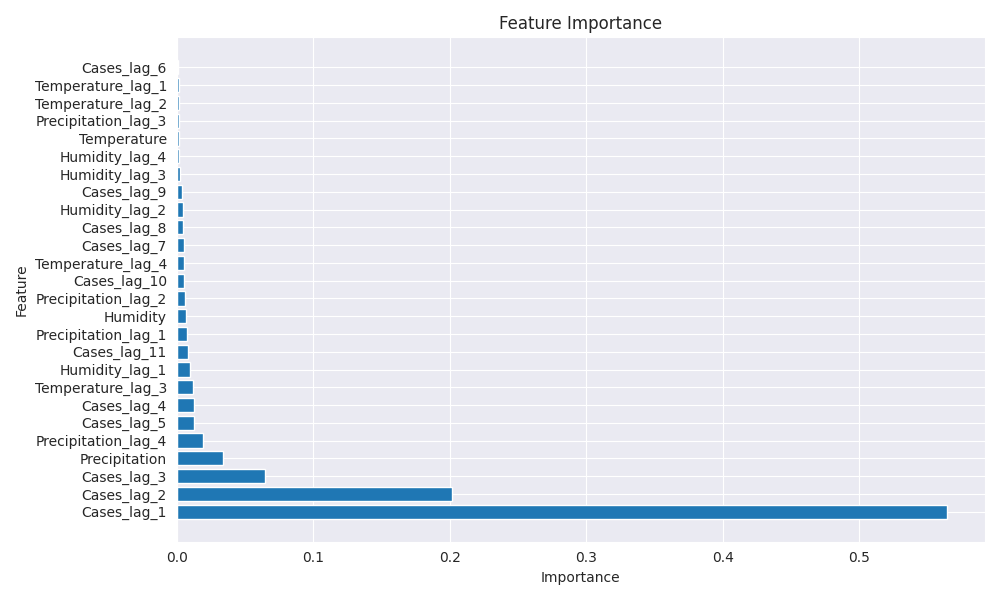 Feature Importance
Cases_lag_6
Temperature_lag_1
Temperature_lag_2
Precipitation_lag_3
Temperature
Humidity_lag_4
Humidity_lag_3
Cases_lag_9
Humidity_lag_2
Cases_lag_8
Cases_lag_7
Temperature_lag_4
Cases_lag_10
Precipitation_lag_2
Humidity
Precipitation_lag_1
Cases_lag_11
Humidity_lag_1
Temperature_lag_3
Cases_lag_4
Cases_lag_5
Precipitation_lag_4
Precipitation
Cases_lag_3
Cases_lag_2
Cases_lag_1
Feature
0.0 0.1 0.2 0.3 0.4 0.5
Importance